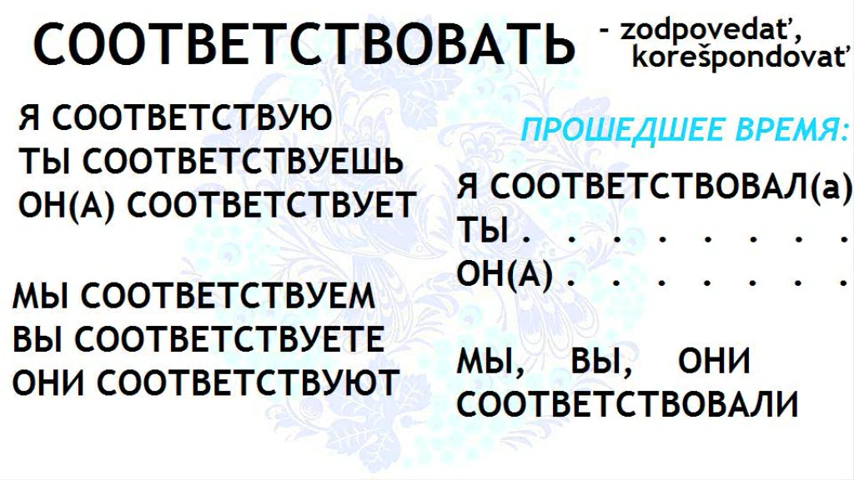 СООТВЕТСТВОВАТЬ
- zodpovedať,
korešpondovať
Я СООТВЕТСТВУЮ
ТЫ СООТВЕТСТВУЕШЬ
ОН(А) СООТВЕТСТВУЕТ
МЫ СООТВЕТСТВУЕМ
ВЫ СООТВЕТСТВУЕТЕ
ОНИ СООТВЕТСТВУЮТ
ПРОШЕДШЕЕ ВРЕМЯ:
Я СООТВЕТСТВОВАЛ(а)
ТЫ . . . . . . . .
ОН(А) . . . . . . .
МЫ, ВЫ, ОНИ
СООТВЕТСТВОВАЛИ